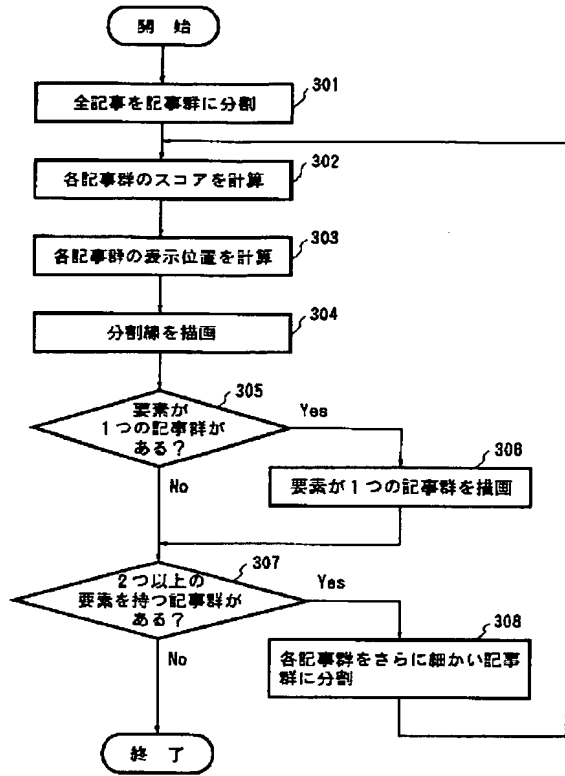 開 始
全記事を記事群に分割
301
各記事群のスコアを計算
302
各記事群の表示位置を計算
303
分割線を描画
304
要素が
1つの記事群が
ある？
305
Yes
No
要素が1つの記事群を描画
306
2つ以上の
要素を持つ記事群が
ある？
307
Yes
No
各記事群をさらに細かい記事
群に分割
308
終 了